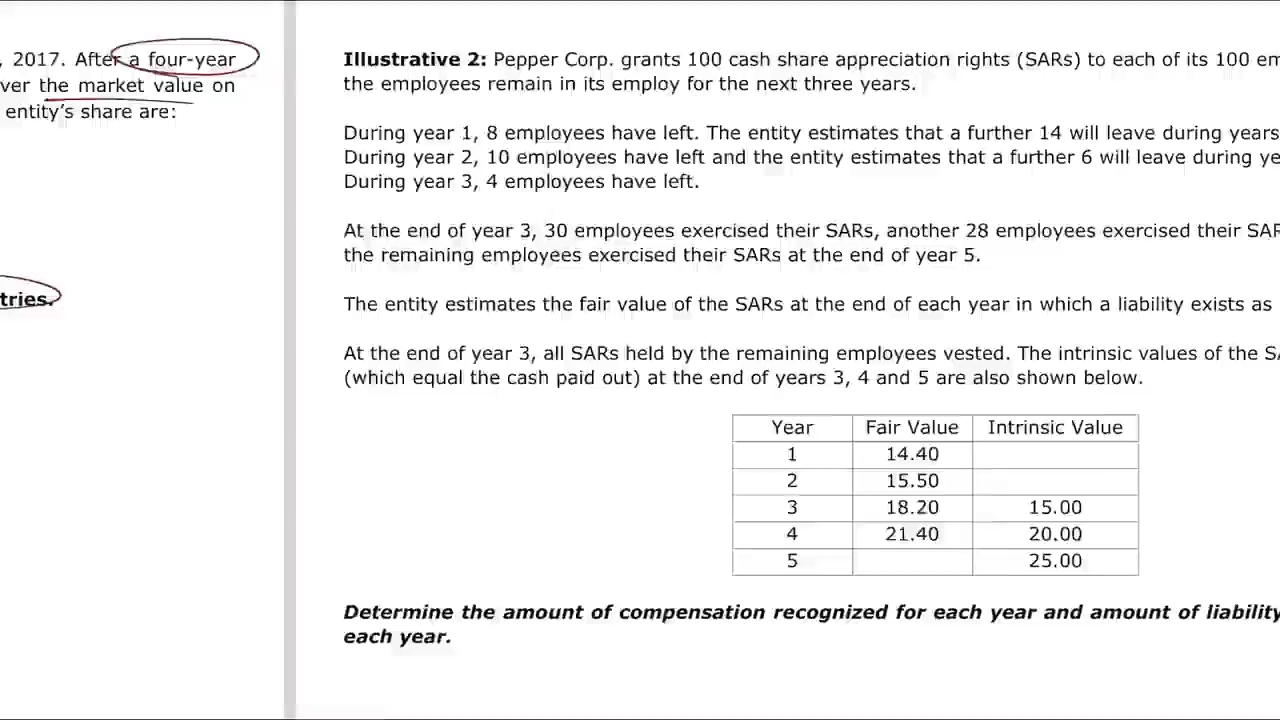 , 2017. After a four-year
ver the market value on
entity's share are:
tries.
Illustrative 2: Pepper Corp. grants 100 cash share appreciation rights (SARs) to each of its 100 em
the employees remain in its employ for the next three years.
During year 1, 8 employees have left. The entity estimates that a further 14 will leave during years
During year 2, 10 employees have left and the entity estimates that a further 6 will leave during ye
During year 3, 4 employees have left.
At the end of year 3, 30 employees exercised their SARs, another 28 employees exercised their SAR
the remaining employees exercised their SARs at the end of year 5.
The entity estimates the fair value of the SARs at the end of each year in which a liability exists as
At the end of year 3, all SARs held by the remaining employees vested. The intrinsic values of the SA
(which equal the cash paid out) at the end of years 3, 4 and 5 are also shown below.
Year Fair Value Intrinsic Value
1 14.40
2 15.50
3 18.20 15.00
4 21.40 20.00
5 25.00
Determine the amount of compensation recognized for each year and amount of liability
each year.